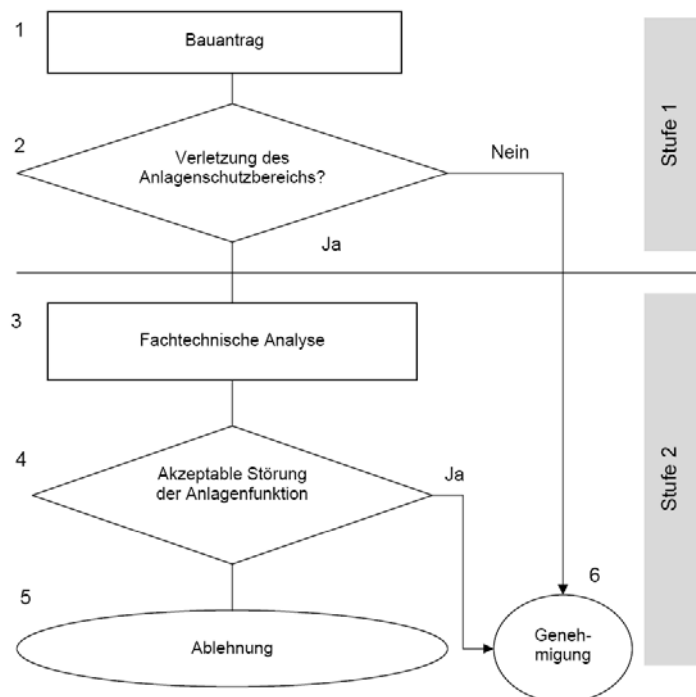 1
Bauantrag
2
Verletzung des
Anlagenschutzbereichs?
Nein
Ja
Stufe 1
3
Fachtechnische Analyse
4
Akzeptable Störung
der Anlagenfunktion
Ja
5
Ablehnung
6
Geneh-
migung
Stufe 2